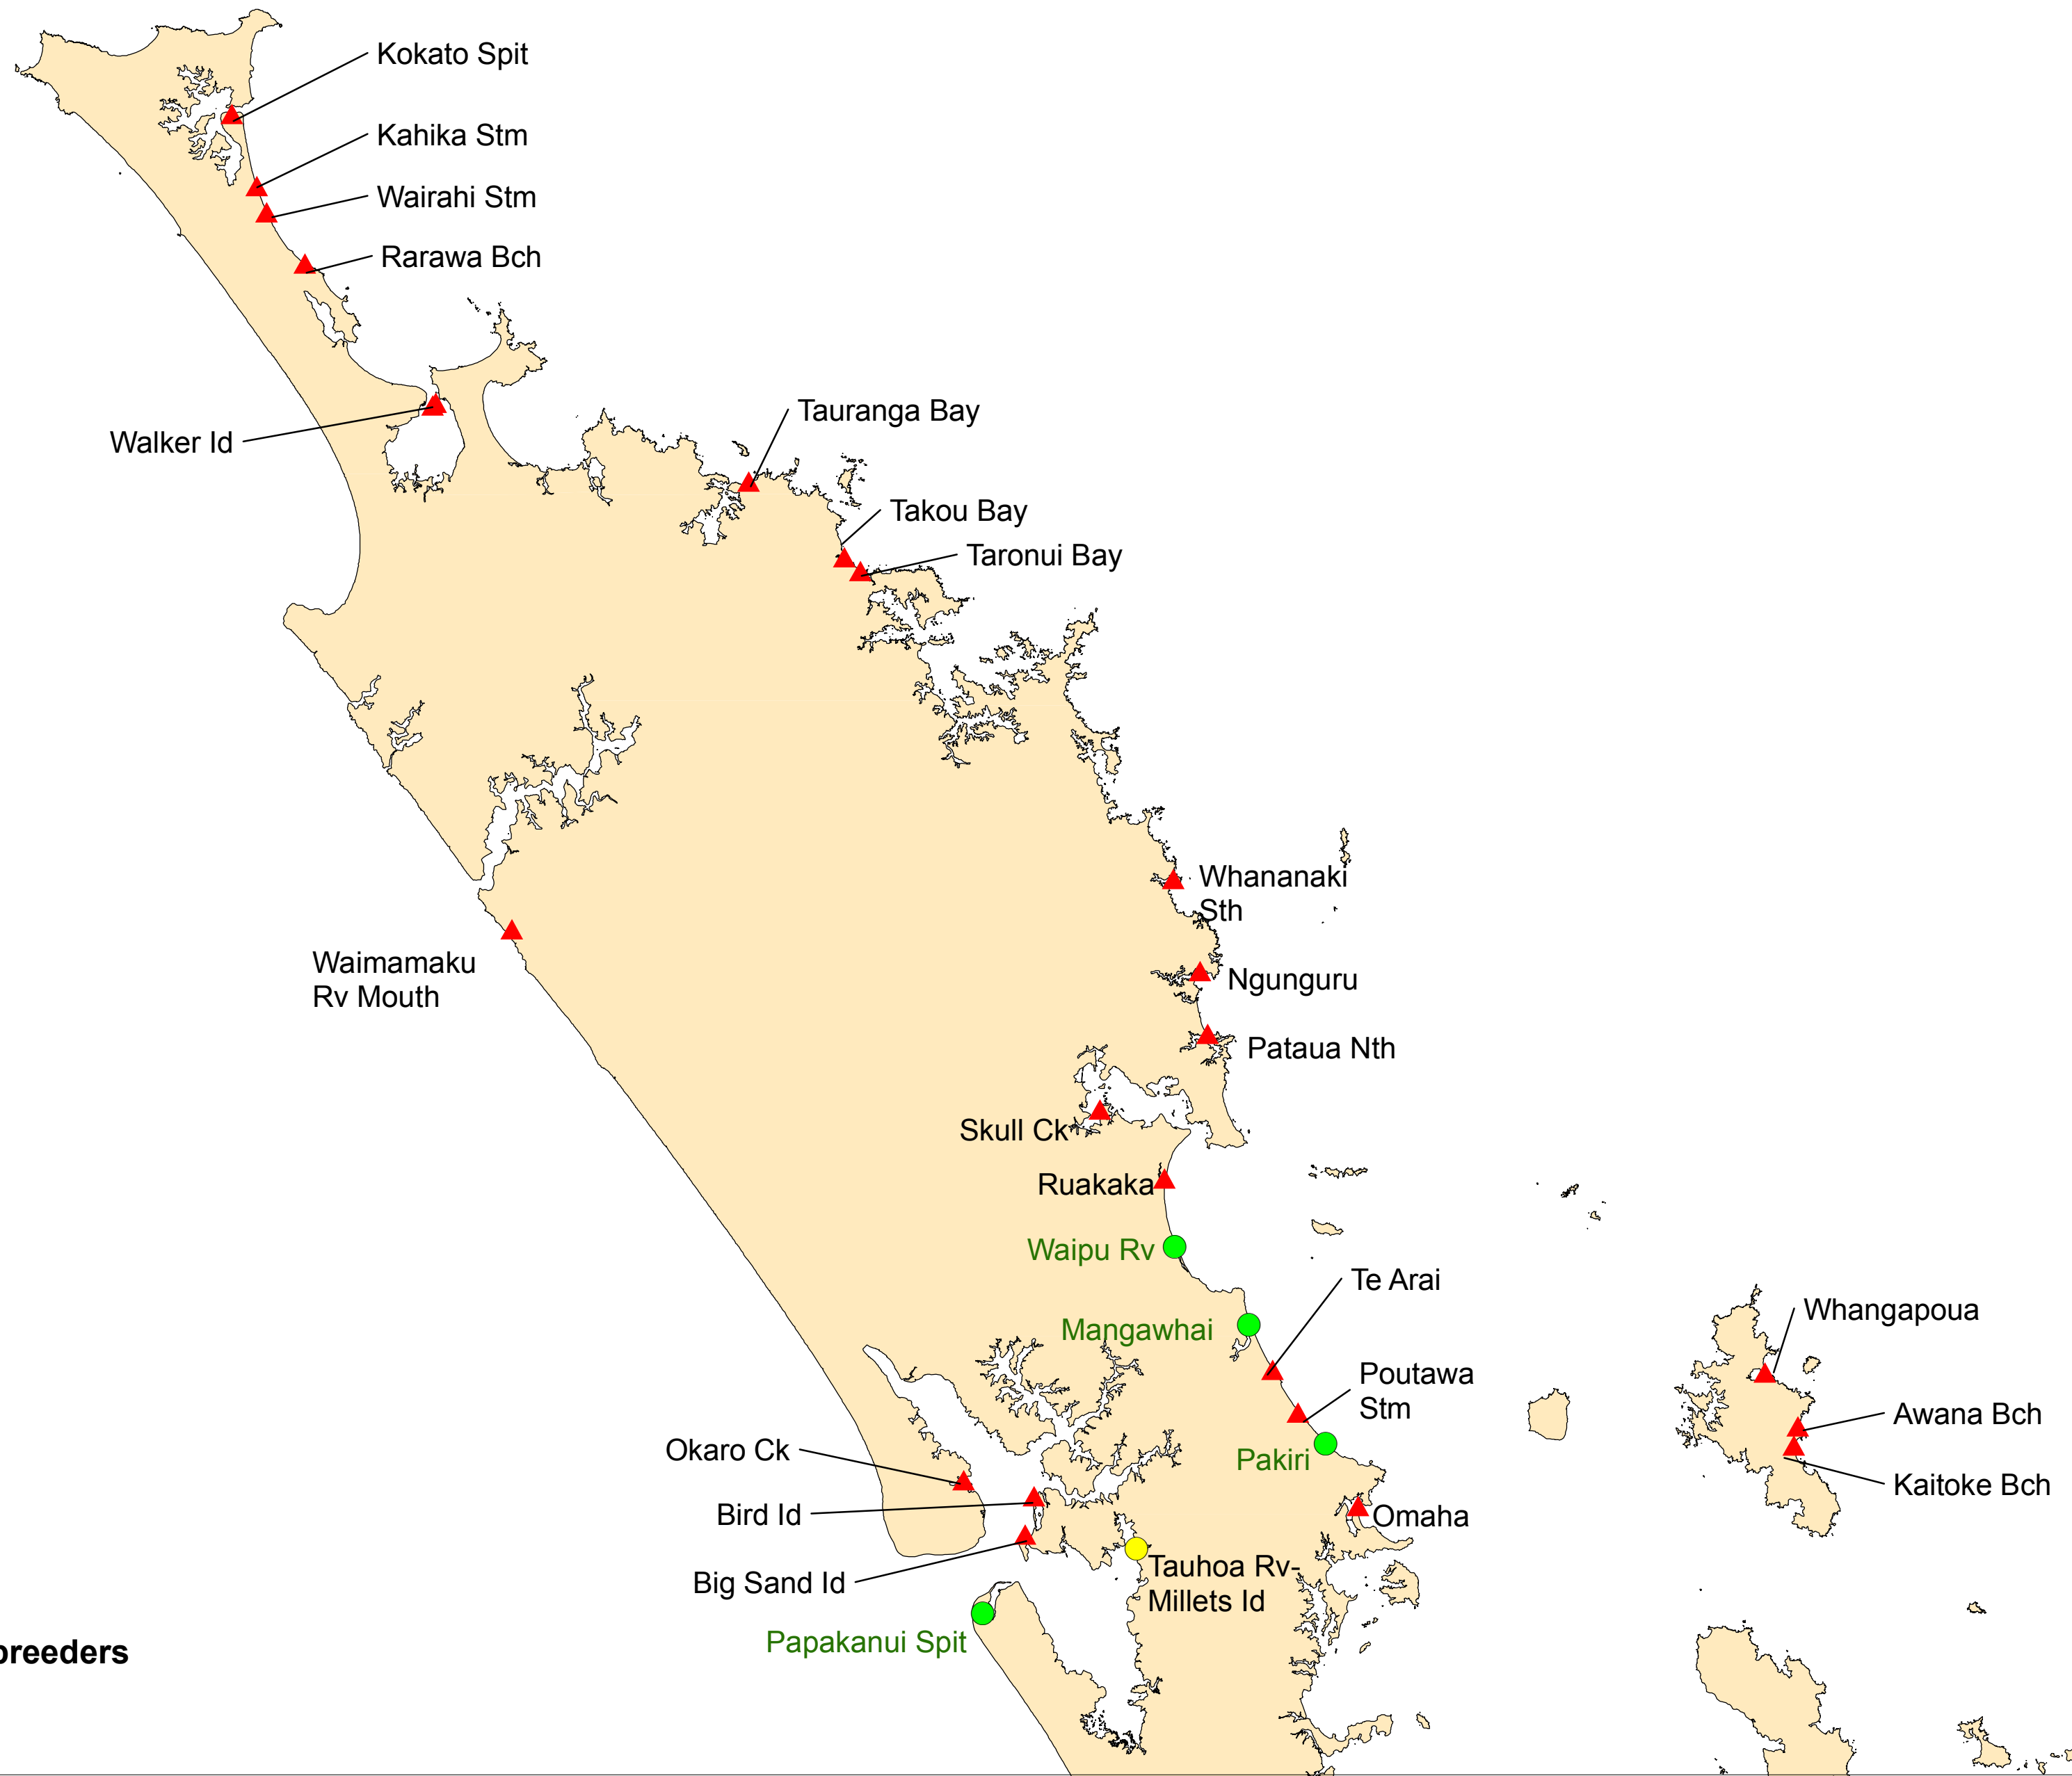 Kokato Spit
Kahika Stm
Wairahi Stm
Rarawa Bch
Walker Id
Tauranga Bay
Takou Bay
Taronui Bay
Whananaki
Sth
Waimamaku
Rv Mouth
Ngunguru
Pataua Nth
Skull Ck
Ruakaka
Waipu Rv
Te Arai
Whangapoua
Mangawhai
Poutawa
Stm
Awana Bch
Okaro Ck
Pakiri
Kaitoke Bch
Bird Id
Omaha
Big Sand Id
Tauhoa Rv-
Millets Id
Papakanui Spit
breeders